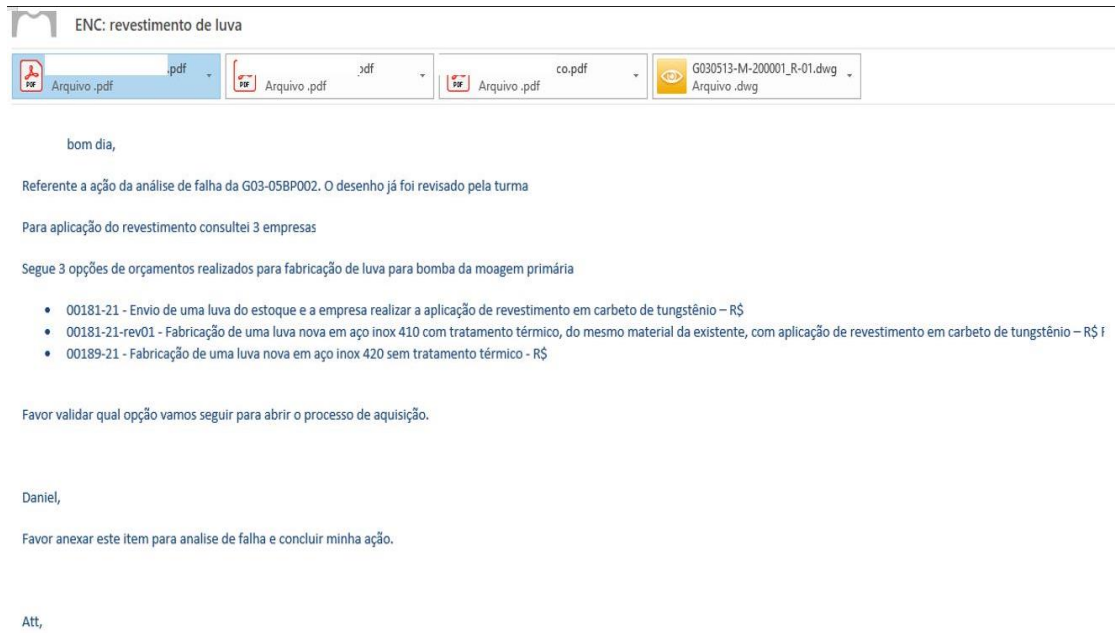 ENC: revestimento de luva
.pdf
Arquivo .pdf
pdf
Arquivo .pdf
co.pdf
Arquivo .pdf
G030513-M-200001_R-01.dwg
Arquivo .dwg
bom dia,
Referente a ação da análise de falha da G03-05BP002. O desenho já foi revisado pela turma
Para aplicação do revestimento consultei 3 empresas
Segue 3 opções de orçamentos realizados para fabricação de luva para bomba da moagem primária
• 00181-21 - Envio de uma luva do estoque e a empresa realizar a aplicação de revestimento em carbeto de tungstênio – R$
• 00181-21-rev01 - Fabricação de uma luva nova em aço inox 410 com tratamento térmico, do mesmo material da existente, com aplicação de revestimento em carbeto de tungstênio – R$
• 00189-21 - Fabricação de uma luva nova em aço inox 420 sem tratamento térmico - R$
Favor validar qual opção vamos seguir para abrir o processo de aquisição.
Daniel,
Favor anexar este item para analise de falha e concluir minha ação.
Att,